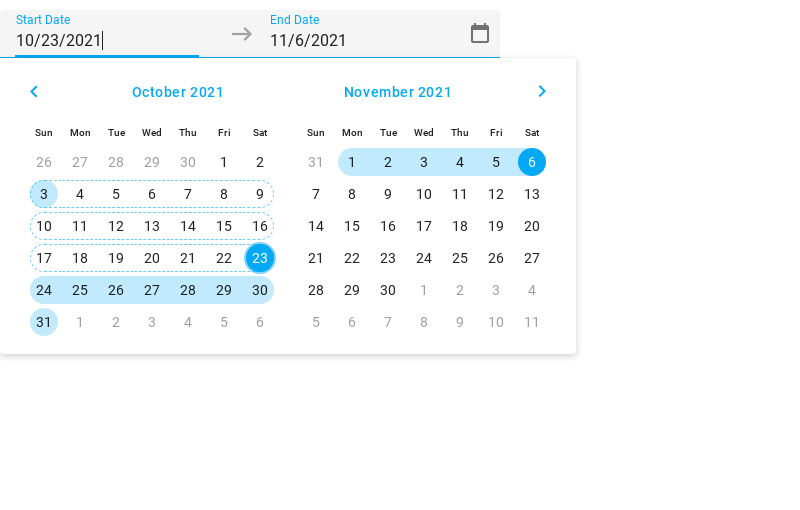 Start Date End Date
10/23/2021 11/6/2021
October 2021 November 2021
Sun Mon Tue Wed Thu Fri Sat Sun Mon Tue Wed Thu Fri Sat
26 27 28 29 30 1 2 31 1 2 3 4 5 6
3 4 5 6 7 8 9 7 8 9 10 11 12 13
10 11 12 13 14 15 16 14 15 16 17 18 19 20
17 18 19 20 21 22 23 21 22 23 24 25 26 27
24 25 26 27 28 29 30 28 29 30 1 2 3 4
31 1 2 3 4 5 6 5 6 7 8 9 10 11